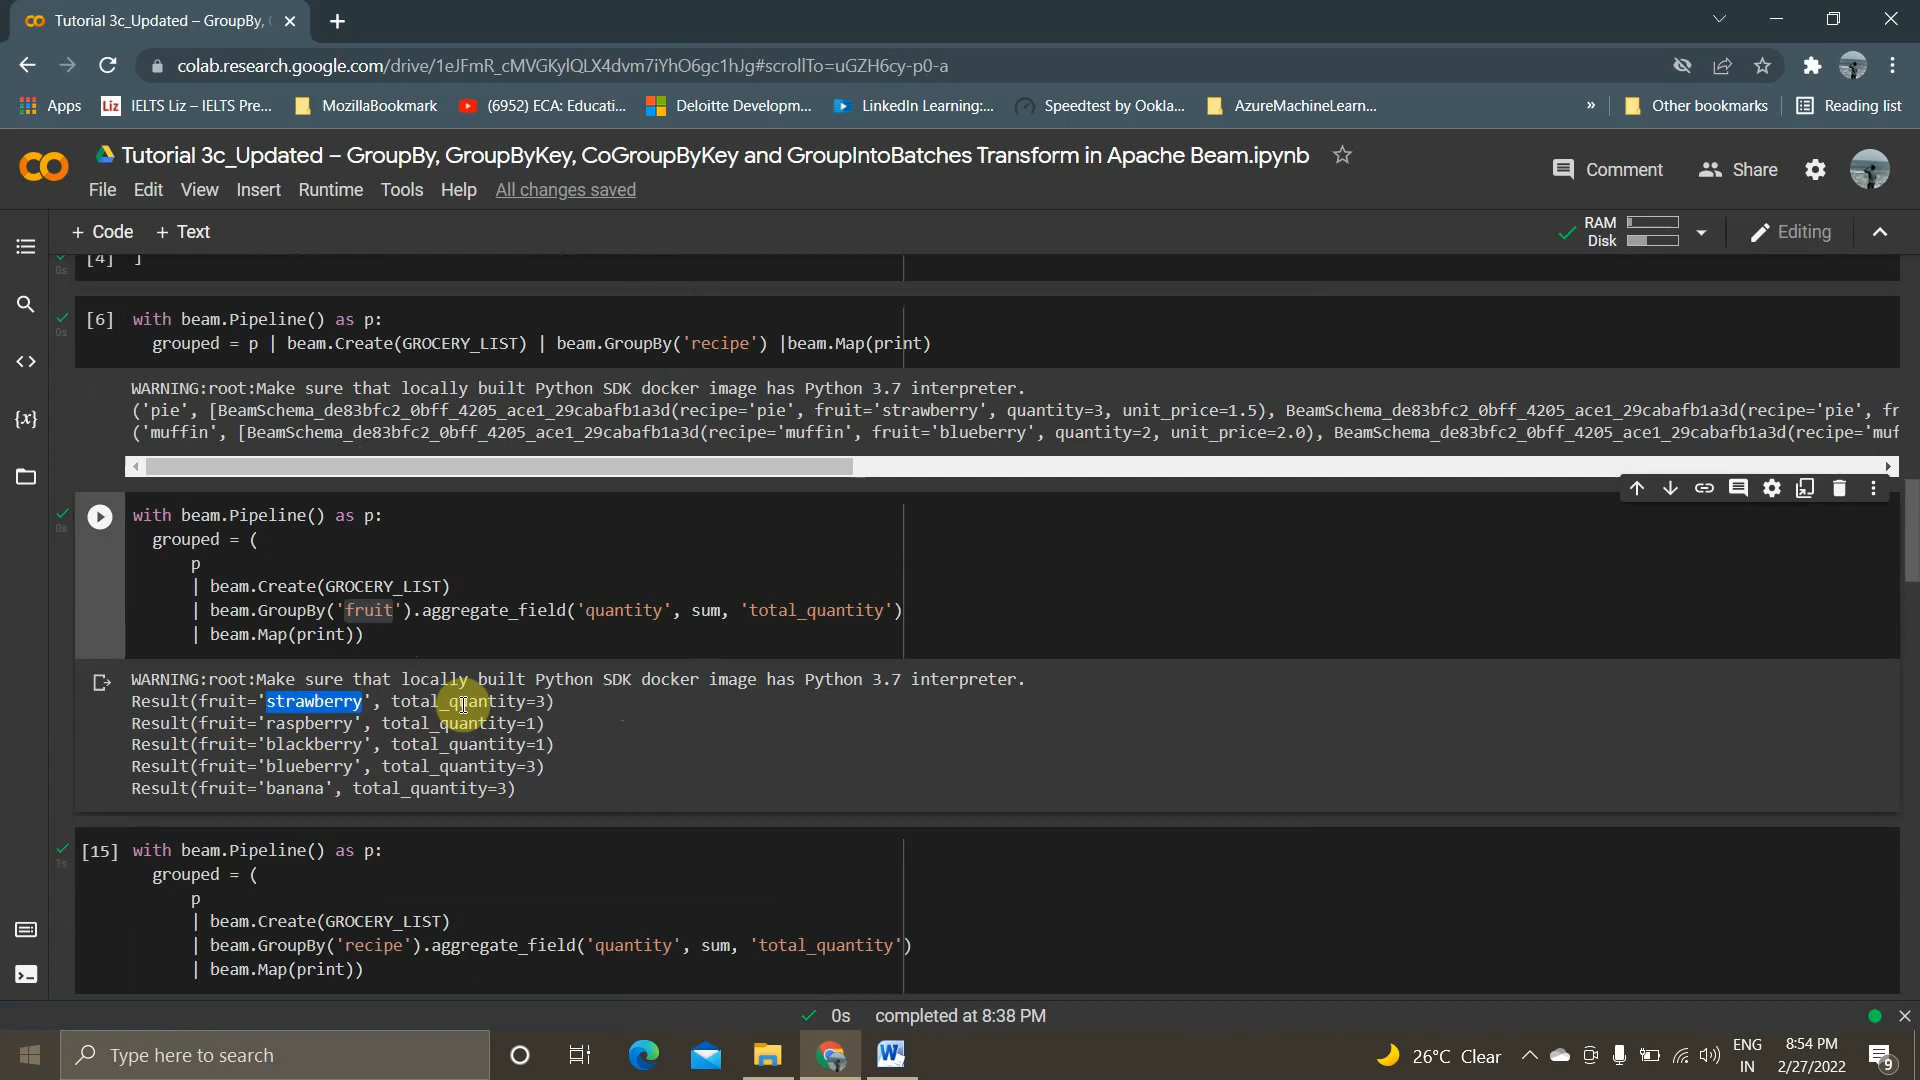 Tutorial 3c_Updated – GroupBy, G
colab.research.google.com/drive/1eJFmR_cMVGKylQLX4dvm7iYhO6gc1hJg#scrollTo=uGZH6cy-p0-a
Apps
Liz
IELTS Liz – IELTS Pre...
MozillaBookmark
(6952) ECA: Educati...
Deloitte Developm...
LinkedIn Learning:...
Speedtest by Ookla...
AzureMachineLearn...
»
Other bookmarks
Reading list
Tutorial 3c_Updated – GroupBy, GroupByKey, CoGroupByKey and GroupIntoBatches Transform in Apache Beam.ipynb
Comment
Share
File Edit View Insert Runtime Tools Help All changes saved
+ Code + Text
RAM
Disk
Editing
0s
[4] ]
0s
[6] with beam.Pipeline() as p:
grouped = p | beam.Create(GROCERY_LIST) | beam.GroupBy('recipe') |beam.Map(print)
WARNING:root:Make sure that locally built Python SDK docker image has Python 3.7 interpreter.
('pie', [BeamSchema_de83bfc2_0bff_4205_ace1_29cabafb1a3d(recipe='pie', fruit='strawberry', quantity=3, unit_price=1.5), BeamSchema_de83bfc2_0bff_4205_ace1_29cabafb1a3d(recipe='pie', fr
('muffin', [BeamSchema_de83bfc2_0bff_4205_ace1_29cabafb1a3d(recipe='muffin', fruit='blueberry', quantity=2, unit_price=2.0), BeamSchema_de83bfc2_0bff_4205_ace1_29cabafb1a3d(recipe='muf
0s
with beam.Pipeline() as p:
grouped = (
p
| beam.Create(GROCERY_LIST)
| beam.GroupBy('fruit').aggregate_field('quantity', sum, 'total_quantity')
| beam.Map(print))
WARNING:root:Make sure that locally built Python SDK docker image has Python 3.7 interpreter.
Result(fruit='strawberry', total_quantity=3)
Result(fruit='raspberry', total_quantity=1)
Result(fruit='blackberry', total_quantity=1)
Result(fruit='blueberry', total_quantity=3)
Result(fruit='banana', total_quantity=3)
1s
[15] with beam.Pipeline() as p:
grouped = (
p
| beam.Create(GROCERY_LIST)
| beam.GroupBy('recipe').aggregate_field('quantity', sum, 'total_quantity')
| beam.Map(print))
0s completed at 8:38 PM
Type here to search
26°C Clear
ENG
IN
8:54 PM
2/27/2022
9